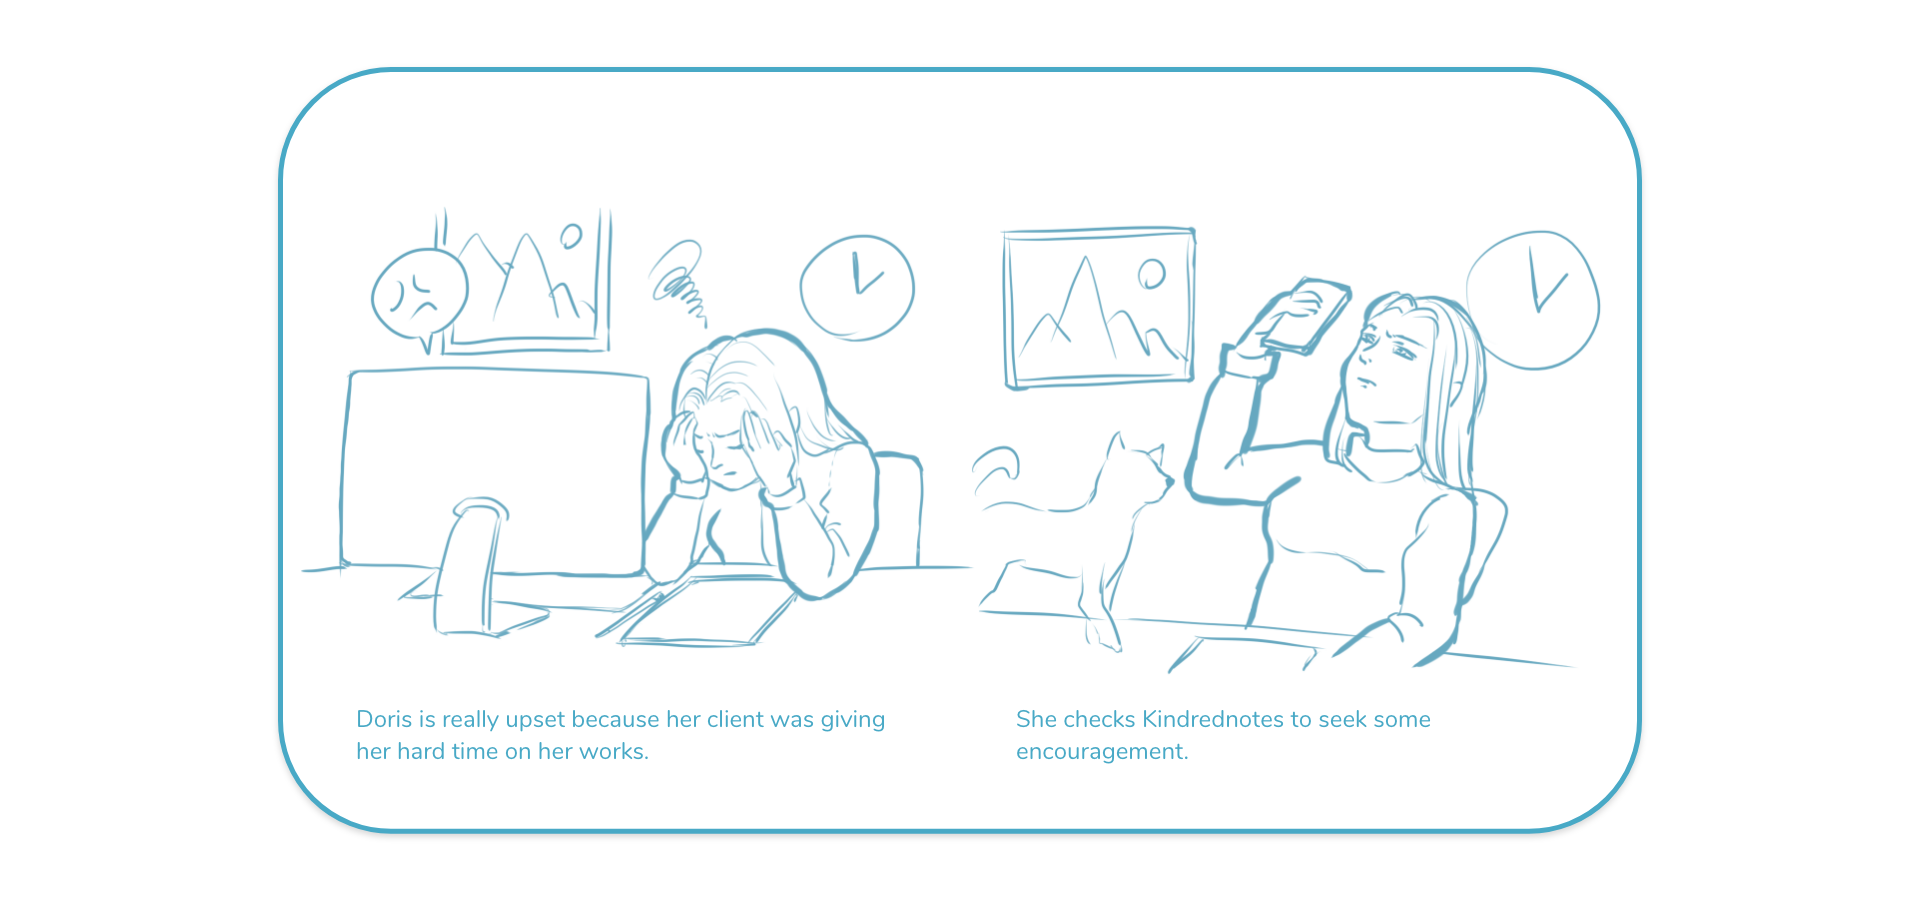 Doris is really upset because her client was giving
her hard time on her works.
She checks Kindrednotes to seek some
encouragement.